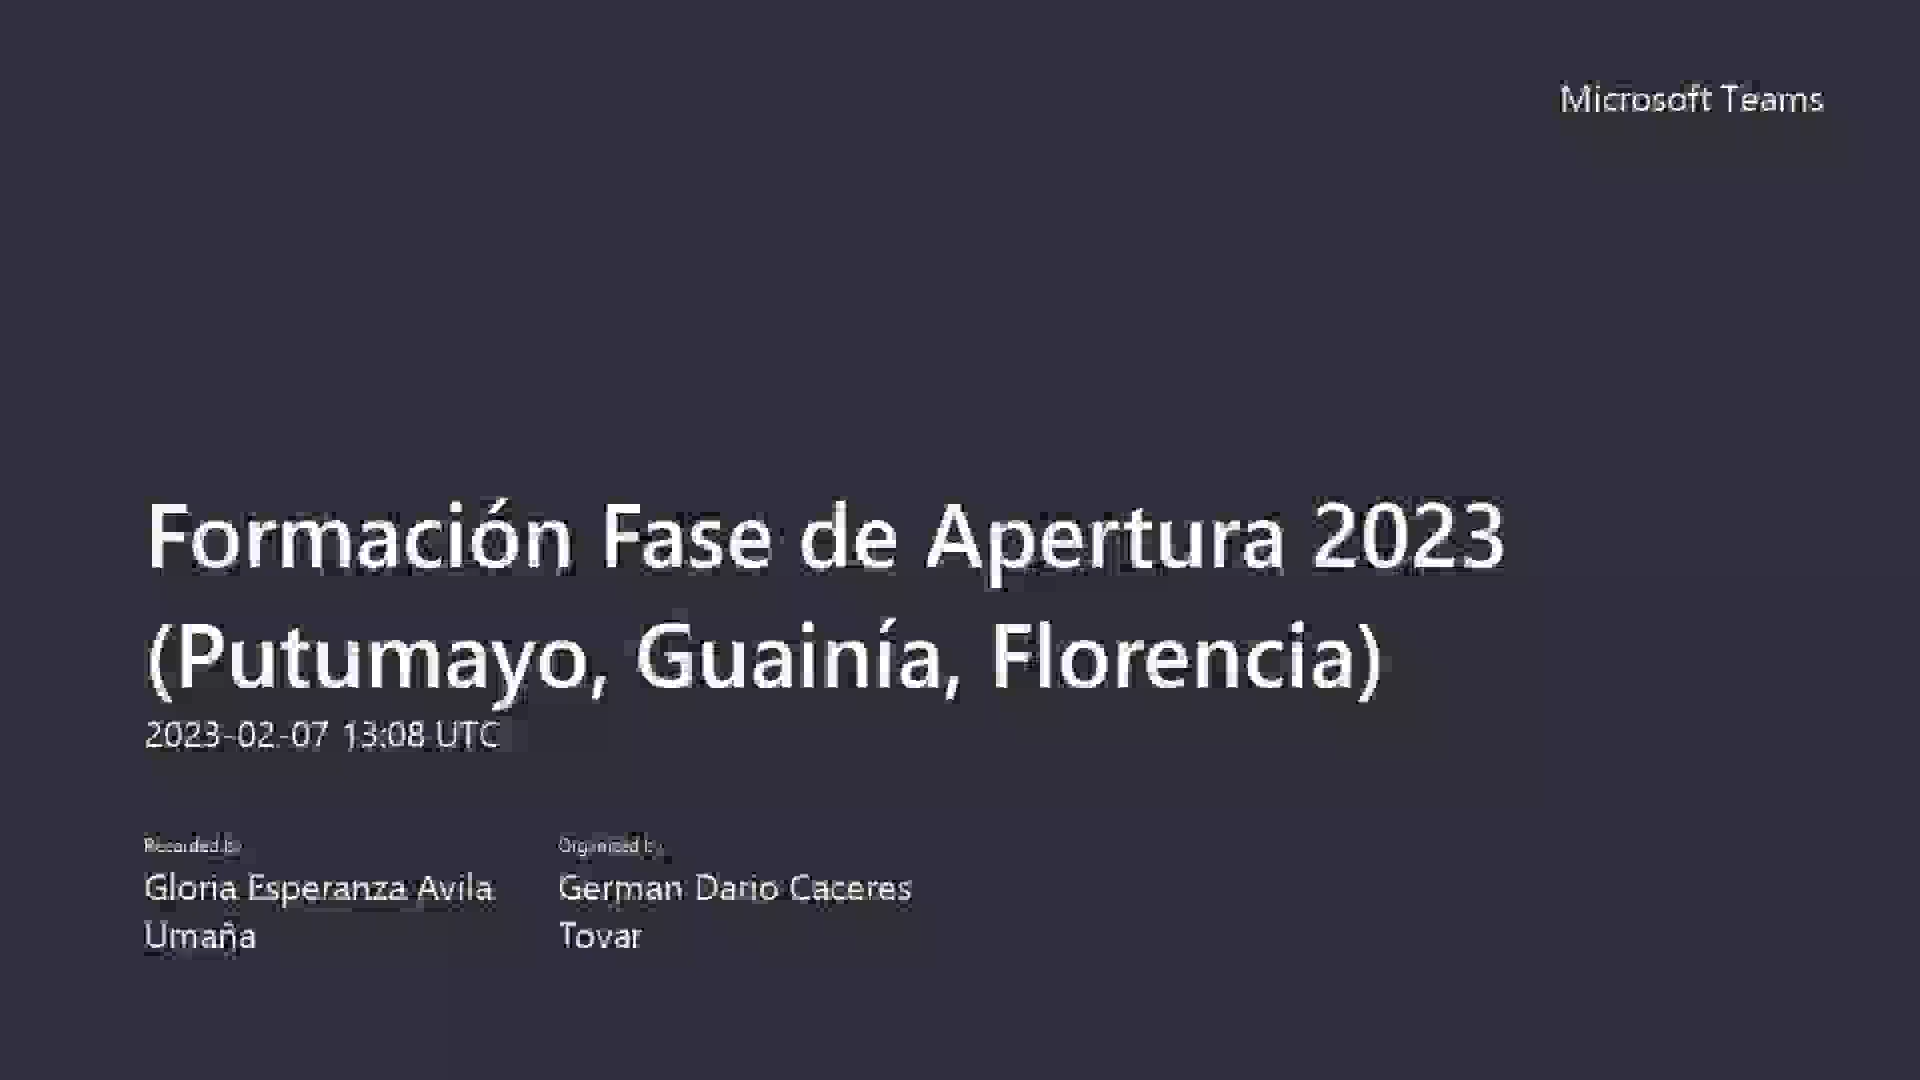 Microsoft Teams
Formación Fase de Apertura 2023
(Putumayo, Guainía, Florencia)
2023-02-07 13:08 UTC
Recorded by
Organized by
Gloria Esperanza Avila
German Dario Caceres
Umaña
Tovar